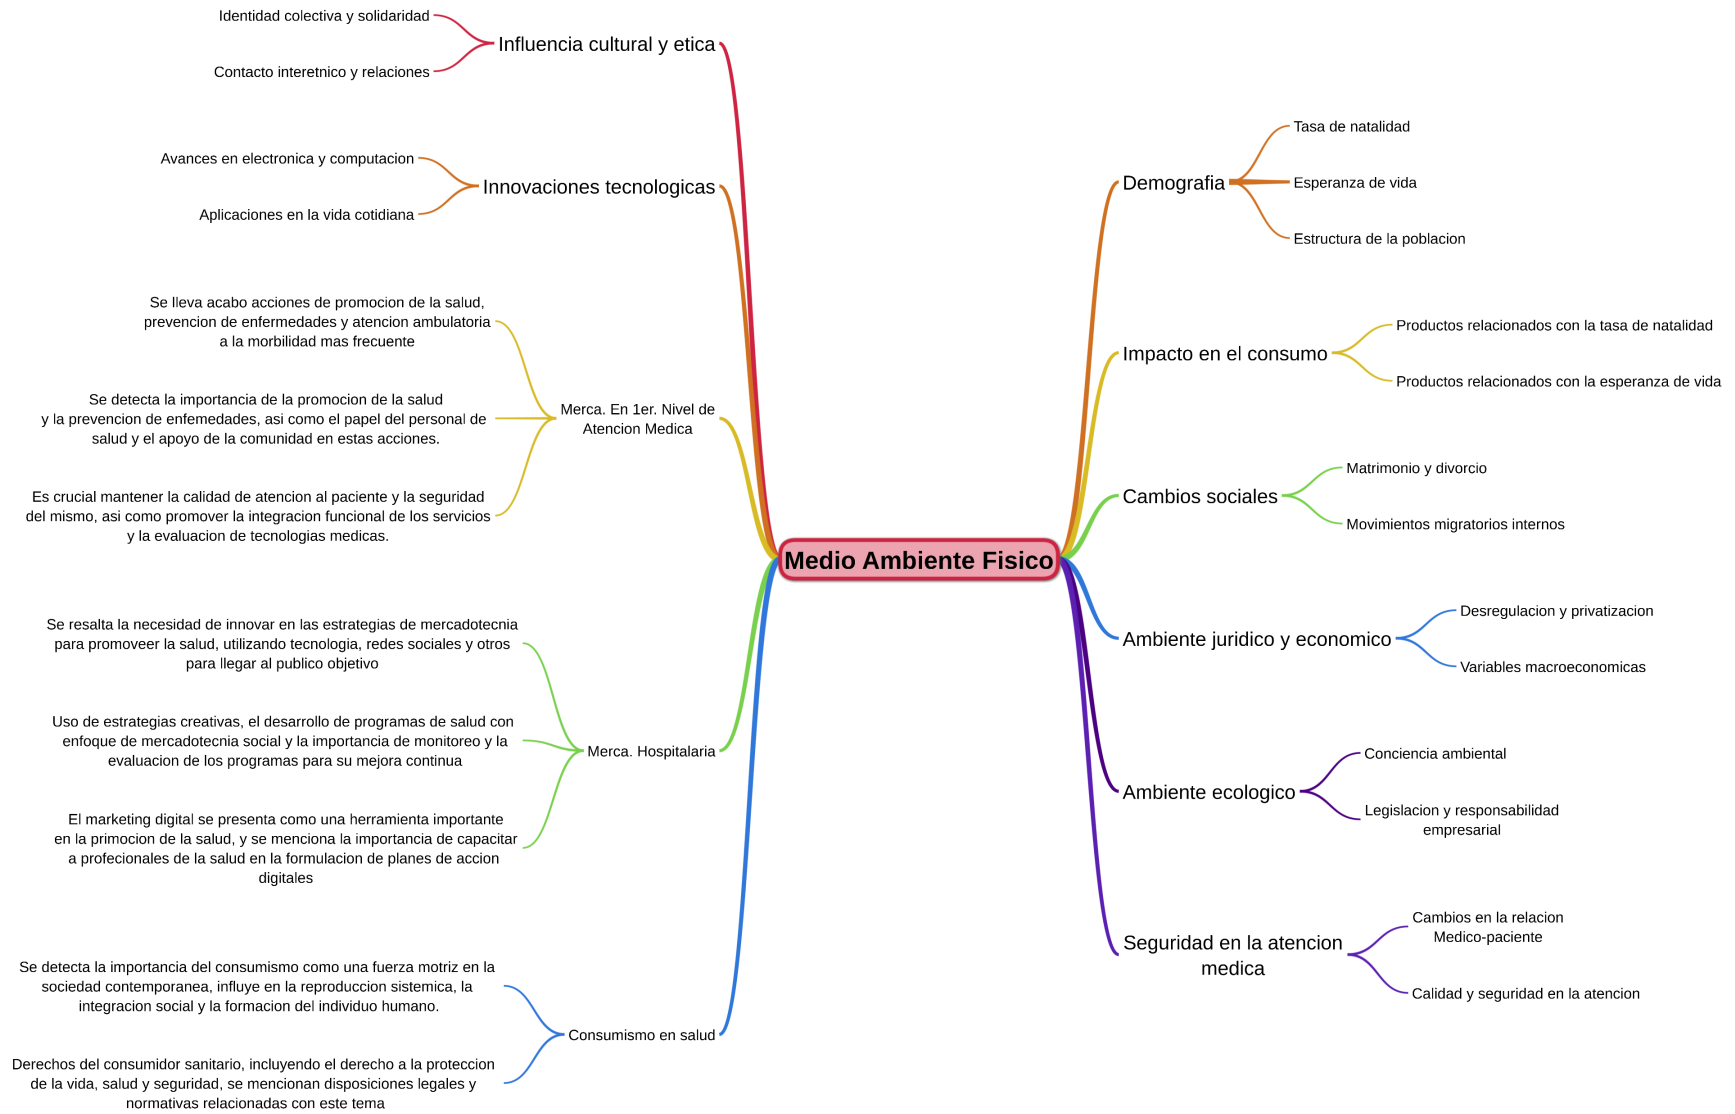 Medio Ambiente Fisico
Influencia cultural y etica
Identidad colectiva y solidaridad
Contacto interetnico y relaciones
Innovaciones tecnologicas
Avances en electronica y computacion
Aplicaciones en la vida cotidiana
Merca. En 1er. Nivel de
Atencion Medica
Se lleva acabo acciones de promocion de la salud,
prevencion de enfermedades y atencion ambulatoria
a la morbilidad mas frecuente
Se detecta la importancia de la promocion de la salud
y la prevencion de enfemedades, asi como el papel del personal de
salud y el apoyo de la comunidad en estas acciones.
Es crucial mantener la calidad de atencion al paciente y la seguridad
del mismo, asi como promover la integracion funcional de los servicios
y la evaluacion de tecnologias medicas.
Merca. Hospitalaria
Se resalta la necesidad de innovar en las estrategias de mercadotecnia
para promoveer la salud, utilizando tecnologia, redes sociales y otros
para llegar al publico objetivo
Uso de estrategias creativas, el desarrollo de programas de salud con
enfoque de mercadotecnia social y la importancia de monitoreo y la
evaluacion de los programas para su mejora continua
El marketing digital se presenta como una herramienta importante
en la primocion de la salud, y se menciona la importancia de capacitar
a profecionales de la salud en la formulacion de planes de accion
digitales
Consumismo en salud
Se detecta la importancia del consumismo como una fuerza motriz en la
sociedad contemporanea, influye en la reproduccion sistemica, la
integracion social y la formacion del individuo humano.
Derechos del consumidor sanitario, incluyendo el derecho a la proteccion
de la vida, salud y seguridad, se mencionan disposiciones legales y
normativas relacionadas con este tema
Demografia
Tasa de natalidad
Esperanza de vida
Estructura de la poblacion
Impacto en el consumo
Productos relacionados con la tasa de natalidad
Productos relacionados con la esperanza de vida
Cambios sociales
Matrimonio y divorcio
Movimientos migratorios internos
Ambiente juridico y economico
Desregulacion y privatizacion
Variables macroeconomicas
Ambiente ecologico
Conciencia ambiental
Legislacion y responsabilidad
empresarial
Seguridad en la atencion
medica
Cambios en la relacion
Medico-paciente
Calidad y seguridad en la atencion